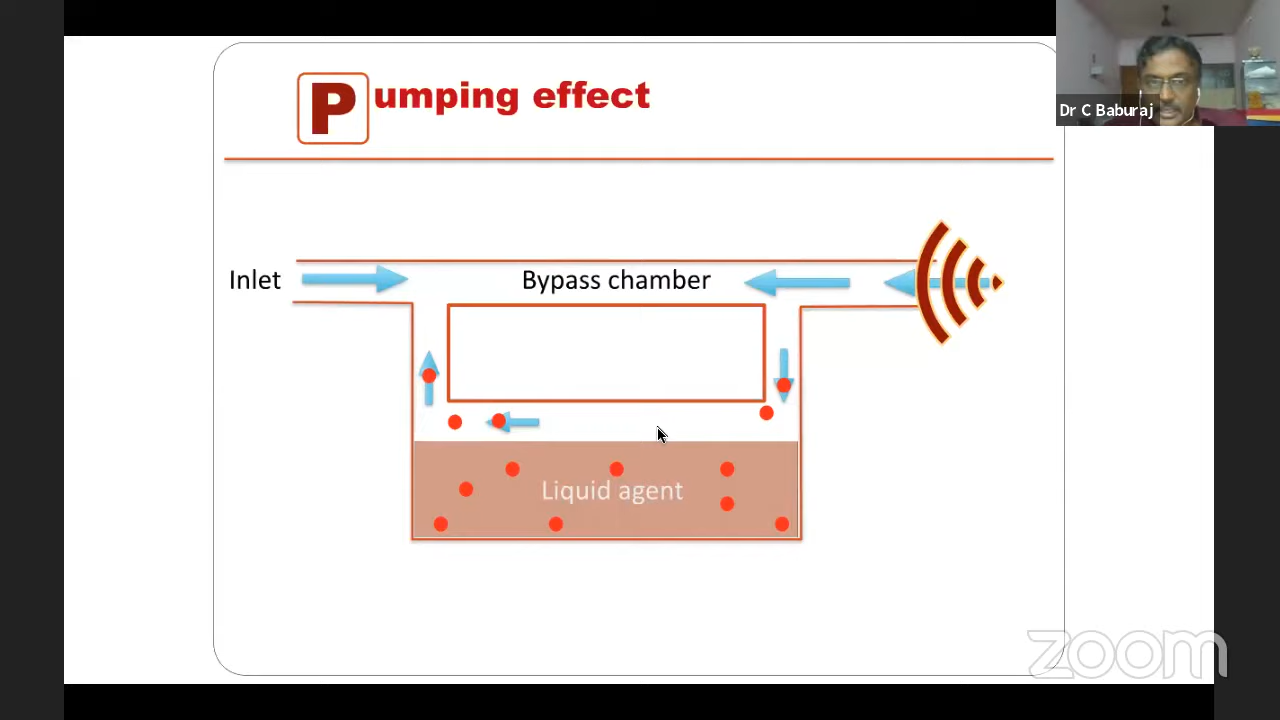 Pumping effect
Dr C Baburaj
Inlet
Bypass chamber
Liquid agent
zoom